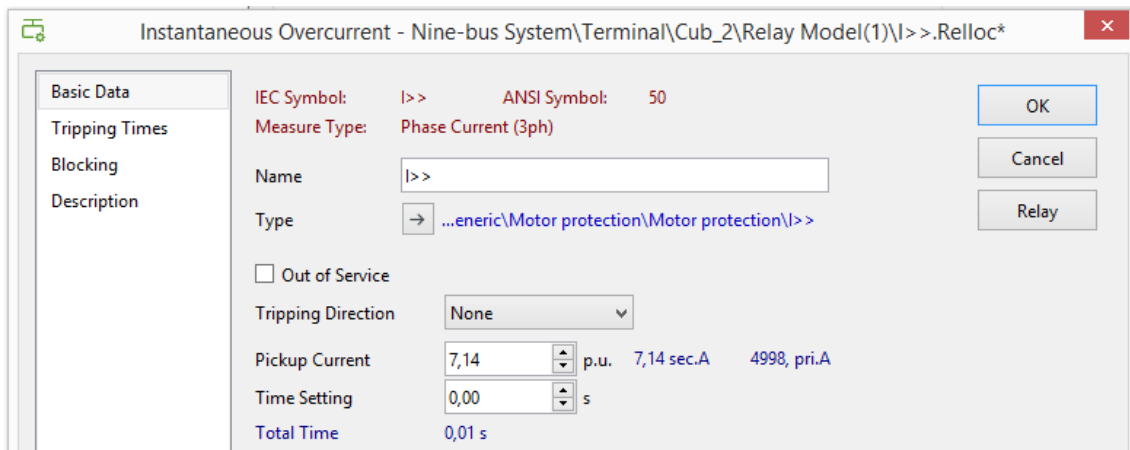 Instantaneous Overcurrent - Nine-bus System\Terminal\Cub_2\Relay Model(1)\I>>.Relloc*
Basic Data
Tripping Times
Blocking
Description
IEC Symbol: I>> ANSI Symbol: 50
Measure Type: Phase Current (3ph)
Name I>>
Type ...eneric\Motor protection\Motor protection\I>>
Out of Service
Tripping Direction None
Pickup Current 7,14 p.u. 7,14 sec.A 4998, pri.A
Time Setting 0,00 s
Total Time 0,01 s
OK
Cancel
Relay